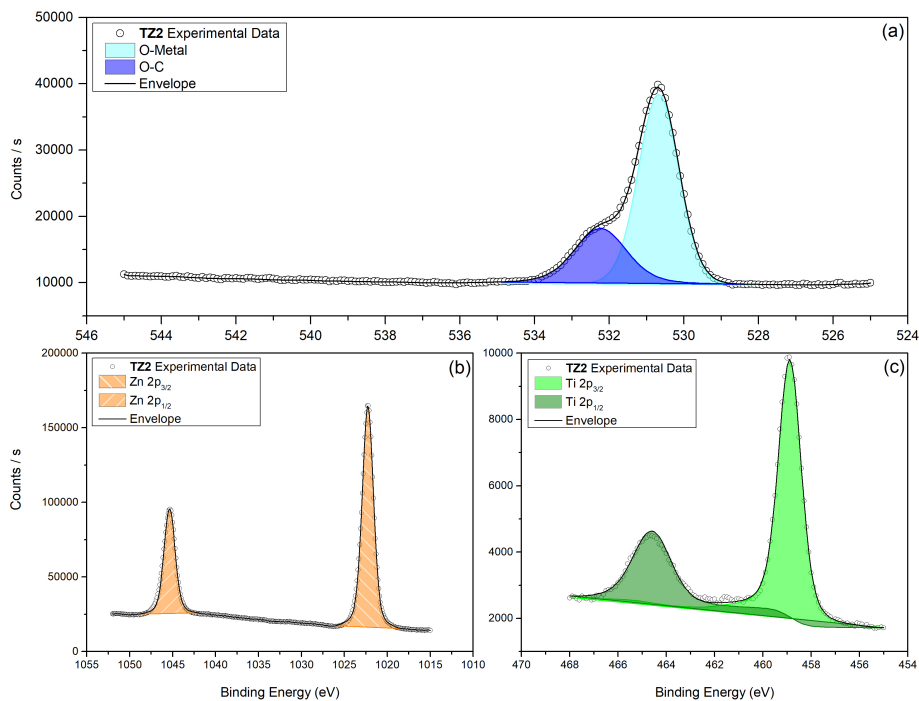 50000
40000
30000
20000
10000
Counts / s
(a)
TZ2 Experimental Data
O-Metal
O-C
Envelope
546 544 542 540 538 536 534 532 530 528 526 524
200000
150000
100000
50000
0
Counts / s
(b)
TZ2 Experimental Data
Zn 2p3/2
Zn 2p1/2
Envelope
1055 1050 1045 1040 1035 1030 1025 1020 1015 1010
Binding Energy (eV)
10000
8000
6000
4000
2000
(c)
TZ2 Experimental Data
Ti 2p3/2
Ti 2p1/2
Envelope
470 468 466 464 462 460 458 456 454
Binding Energy (eV)